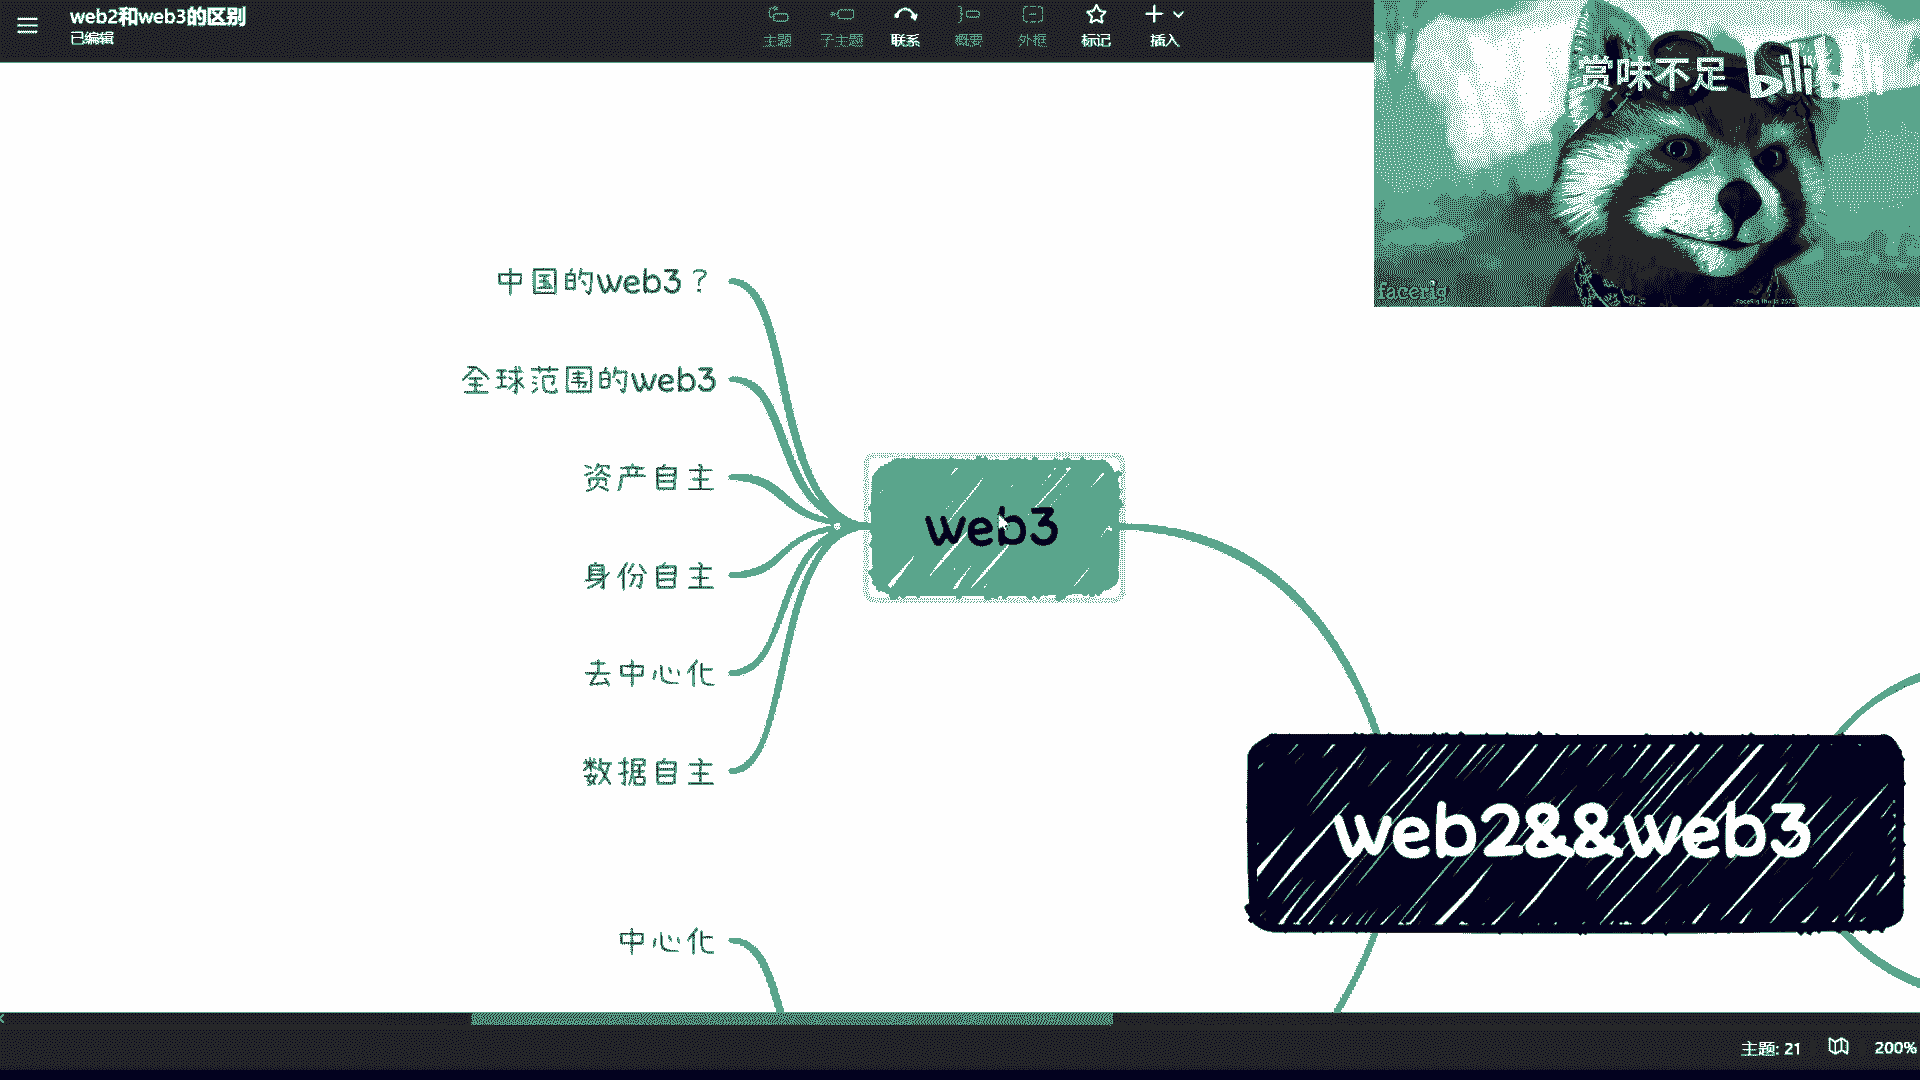 web2和web3的区别
已编辑
主题
子主题
联系
概要
外框
标记
插入
赏味不足 bilibili
facerig
中国的web3？
全球范围的web3
资产自主
身份自主
去中心化
数据自主
web3
web2&&web3
中心化
主题: 21
200%